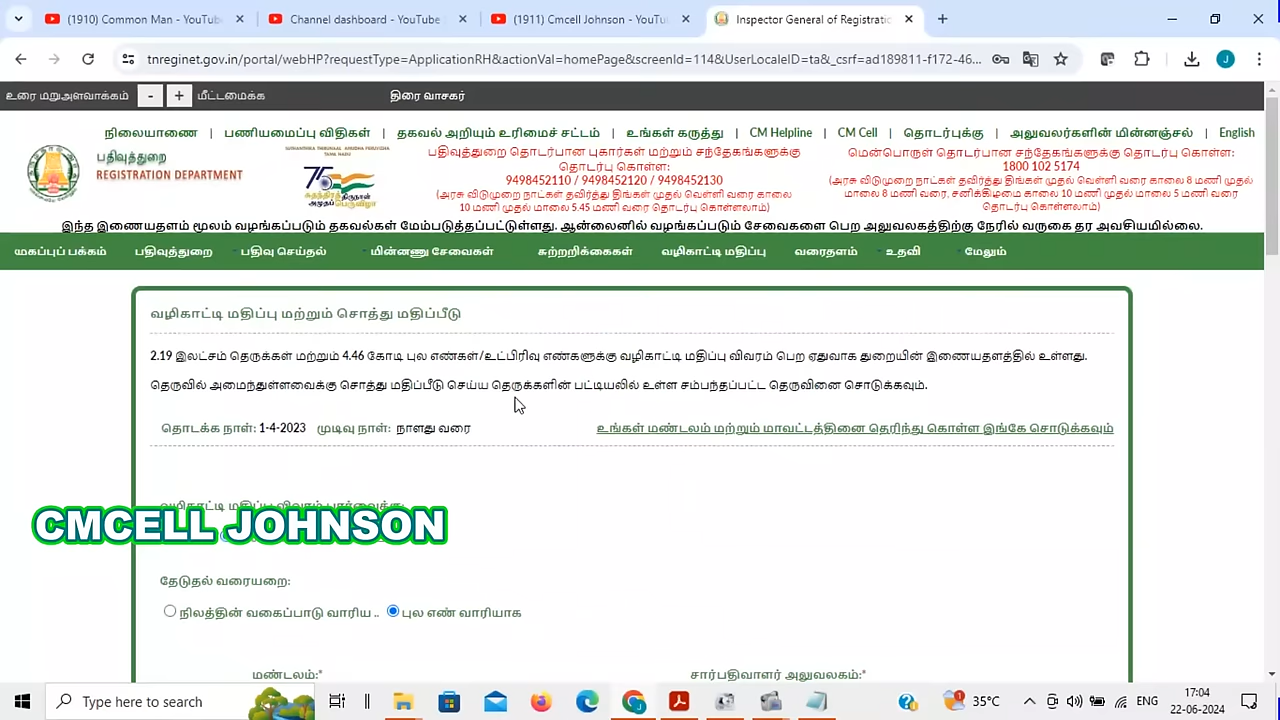 (1910) Common Man - YouTube
Channel dashboard - YouTube
(1911) Cmcell Johnson - YouTu
Inspector General of Registratio
tnreginet.gov.in/portal/webHP?requestType=ApplicationRH&actionVal=homePage&screenId=114&UserLocaleID=ta&_csrf=ad189811-f172-46...
J
உரை மறுஅளவாக்கம் - + மீட்டமைக்க திரை வாசகர்
நிலையாணை | பணியமைப்பு விதிகள் | தகவல் அறியும் உரிமைச் சட்டம் | உங்கள் கருத்து | CM Helpline | CM Cell | தொடர்புக்கு | அலுவலர்களின் மின்னஞ்சல் | English
பதிவுத்துறை
REGISTRATION DEPARTMENT
75
பதிவுத்துறை தொடர்பான புகார்கள் மற்றும் சந்தேகங்களுக்கு
தொடர்பு கொள்ள:
9498452110 / 9498452120 / 9498452130
(அரசு விடுமுறை நாட்கள் தவிர்த்து திங்கள் முதல் வெள்ளி வரை காலை
10 மணி முதல் மாலை 5.45 மணி வரை தொடர்பு கொள்ளலாம்)
மென்பொருள் தொடர்பான சந்தேகங்களுக்கு தொடர்பு கொள்ள:
1800 102 5174
(அரசு விடுமுறை நாட்கள் தவிர்த்து திங்கள் முதல் வெள்ளி வரை காலை 8 மணி முதல்
மாலை 8 மணி வரை, சனிக்கிழமை காலை 10 மணி முதல் மாலை 5 மணி வரை
தொடர்பு கொள்ளலாம்)
இந்த இணையதளம் மூலம் வழங்கப்படும் தகவல்கள் மேம்படுத்தப்பட்டுள்ளது. ஆன்லைனில் வழங்கப்படும் சேவைகளை பெற அலுவலகத்திற்கு நேரில் வருகை தர அவசியமில்லை.
முகப்புப் பக்கம் பதிவுத்துறை பதிவு செய்தல் மின்னணு சேவைகள் சுற்றறிக்கைகள் வழிகாட்டி மதிப்பு வரைதளம் உதவி மேலும்
வழிகாட்டி மதிப்பு மற்றும் சொத்து மதிப்பீடு
2.19 இலட்சம் தெருக்கள் மற்றும் 4.46 கோடி புல எண்கள்/உட்பிரிவு எண்களுக்கு வழிகாட்டி மதிப்பு விவரம் பெற ஏதுவாக துறையின் இணையதளத்தில் உள்ளது.
தெருவில் அமைந்துள்ளவைக்கு சொத்து மதிப்பீடு செய்ய தெருக்களின் பட்டியலில் உள்ள சம்பந்தப்பட்ட தெருவினை சொடுக்கவும்.
தொடக்க நாள்: 1-4-2023 முடிவு நாள்: நாளது வரை உங்கள் மண்டலம் மற்றும் மாவட்டத்தினை தெரிந்து கொள்ள இங்கே சொடுக்கவும்
வழிகாட்டி மதிப்பு விவரம் பார்வைக்கு:
CMCELL JOHNSON
தேடுதல் வரையறை:
நிலத்தின் வகைப்பாடு வாரிய .. புல எண் வாரியாக
மண்டலம்:* சார்பதிவாளர் அலுவலகம்:*
Type here to search
35°C
ENG
17:04
22-06-2024